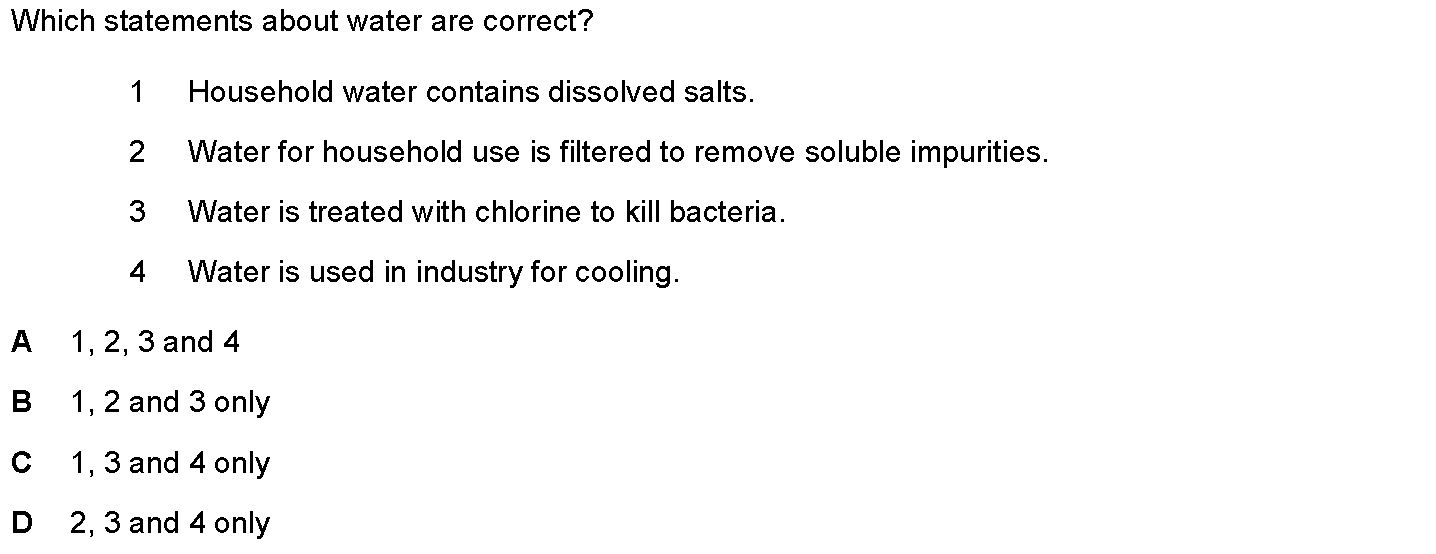 Which statements about water are correct?
1 Household water contains dissolved salts.
2 Water for household use is filtered to remove soluble impurities.
3 Water is treated with chlorine to kill bacteria.
4 Water is used in industry for cooling.
A 1, 2, 3 and 4
B 1, 2 and 3 only
C 1, 3 and 4 only
D 2, 3 and 4 only